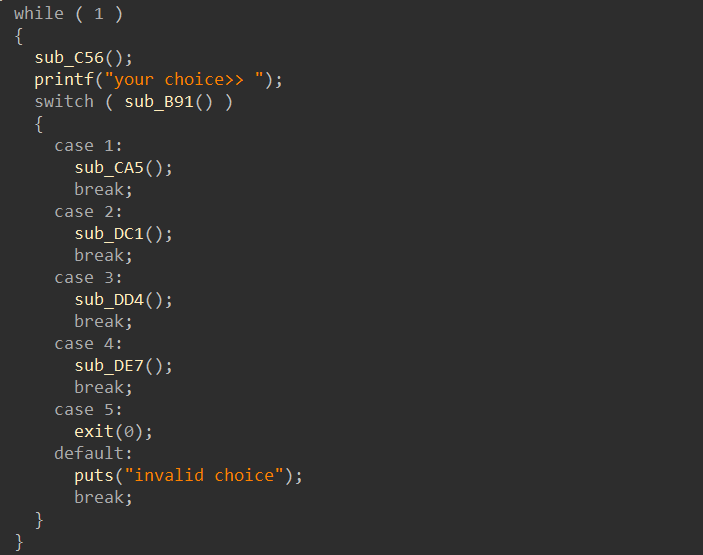 while ( 1 )
{
  sub_C56();
  printf("your choice>> ");
  switch ( sub_B91() )
  {
    case 1:
      sub_CA5();
      break;
    case 2:
      sub_DC1();
      break;
    case 3:
      sub_DD4();
      break;
    case 4:
      sub_DE7();
      break;
    case 5:
      exit(0);
    default:
      puts("invalid choice");
      break;
  }
}